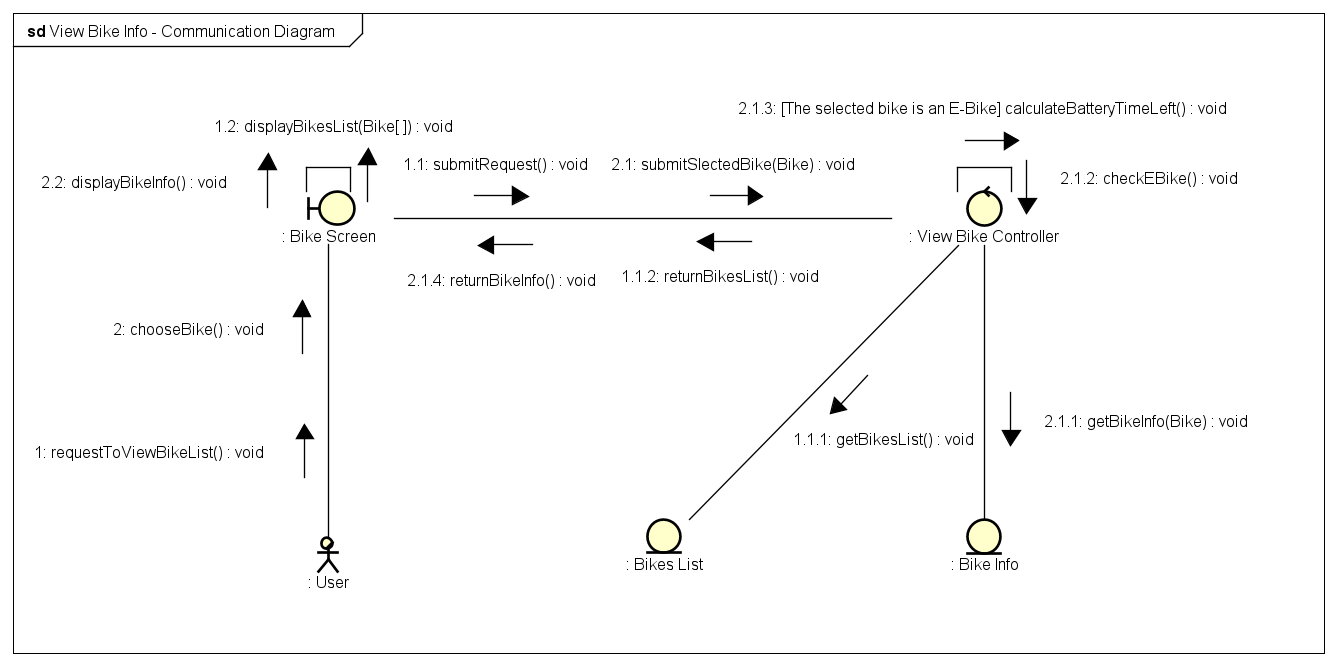 sd View Bike Info - Communication Diagram
2.1.3: [The selected bike is an E-Bike] calculateBatteryTimeLeft() : void
1.2: displayBikesList(Bike[ ]) : void
1.1: submitRequest() : void
2.1: submitSlectedBike(Bike) : void
2.2: displayBikeInfo() : void
2.1.2: checkEBike() : void
: Bike Screen
: View Bike Controller
2.1.4: returnBikeInfo() : void
1.1.2: returnBikesList() : void
2: chooseBike() : void
2.1.1: getBikeInfo(Bike) : void
1.1.1: getBikesList() : void
1: requestToViewBikeList() : void
: Bikes List
: Bike Info
: User